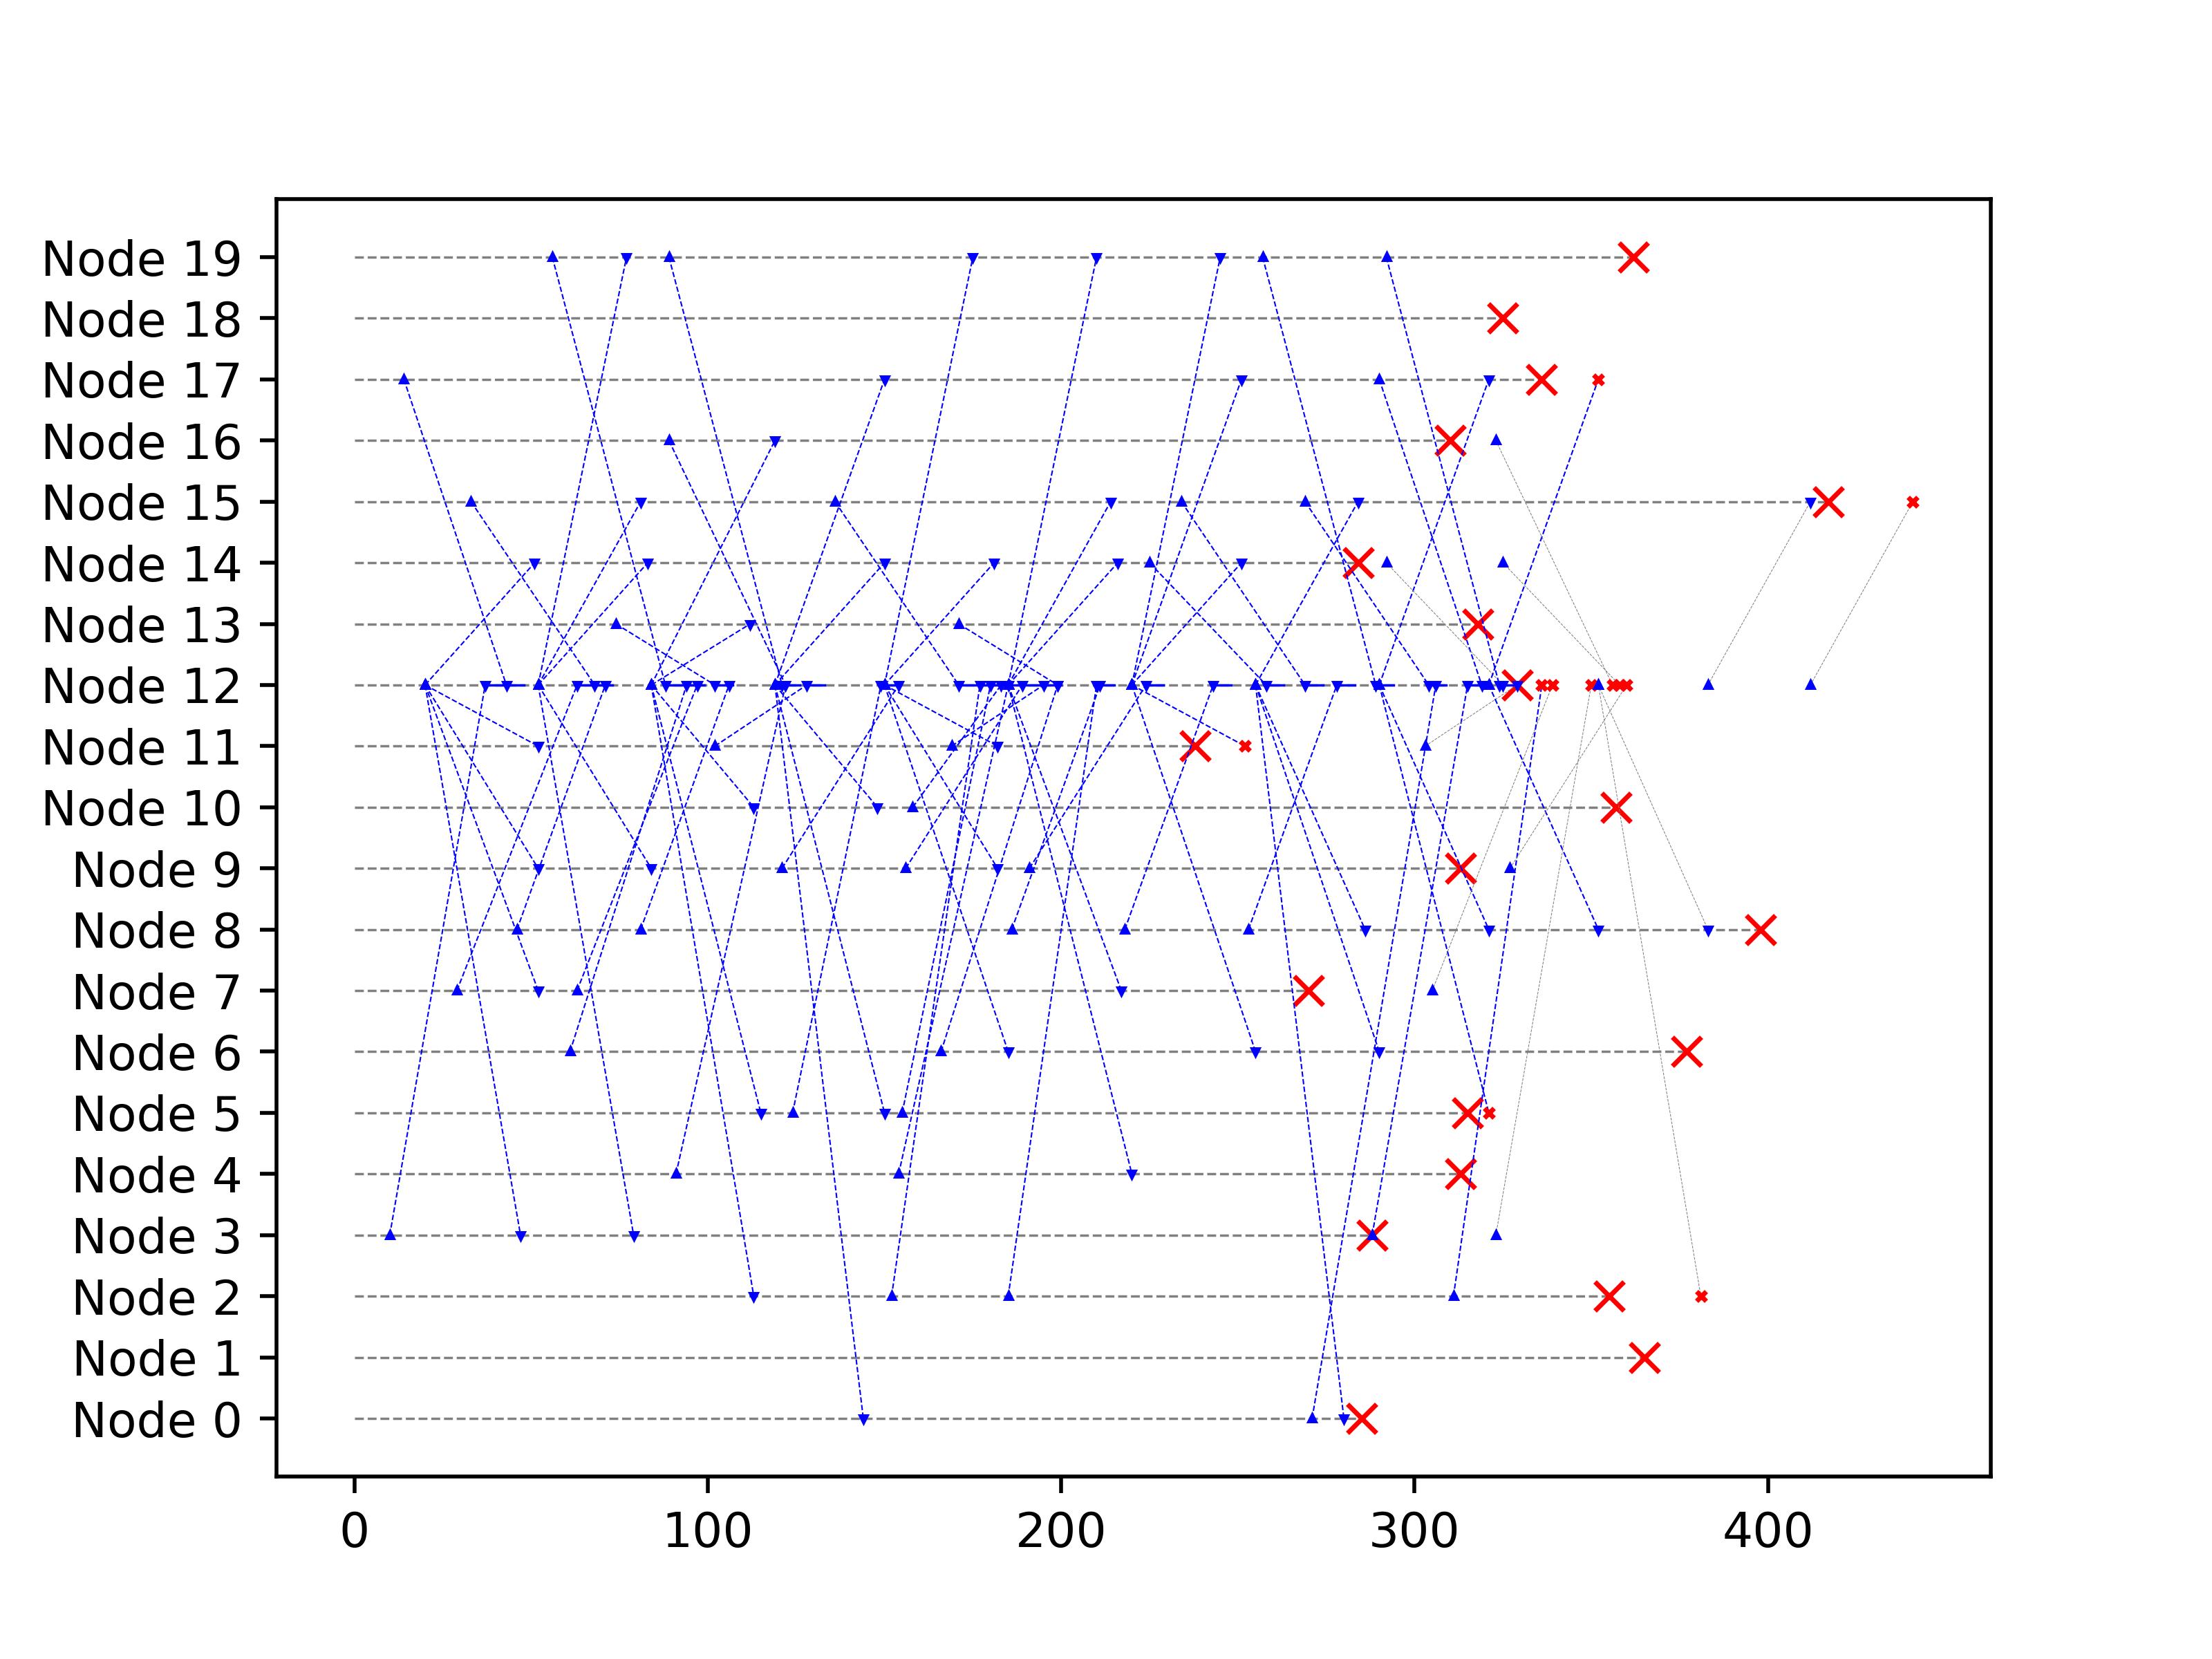 Node 19
Node 18
Node 17
Node 16
Node 15
Node 14
Node 13
Node 12
Node 11
Node 10
Node 9
Node 8
Node 7
Node 6
Node 5
Node 4
Node 3
Node 2
Node 1
Node 0
0 100 200 300 400